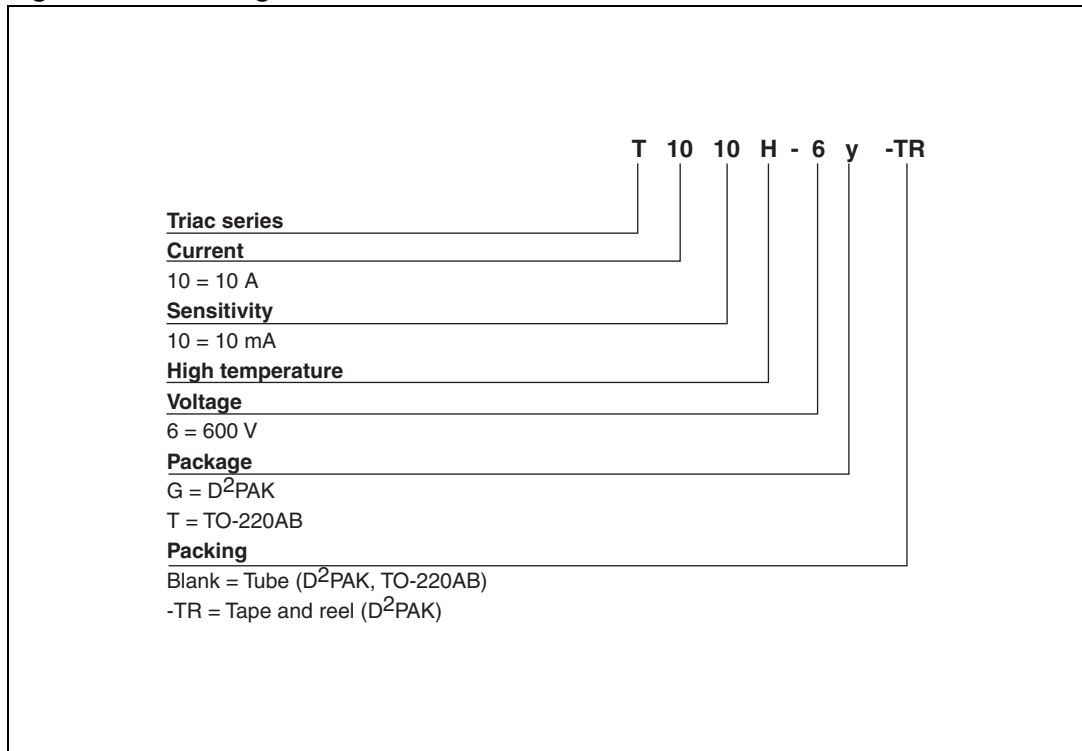 T 10 10 H - 6 y -TR
Triac series
Current
10 = 10 A
Sensitivity
10 = 10 mA
High temperature
Voltage
6 = 600 V
Package
G = D²PAK
T = TO-220AB
Packing
Blank = Tube (D²PAK, TO-220AB)
-TR = Tape and reel (D²PAK)